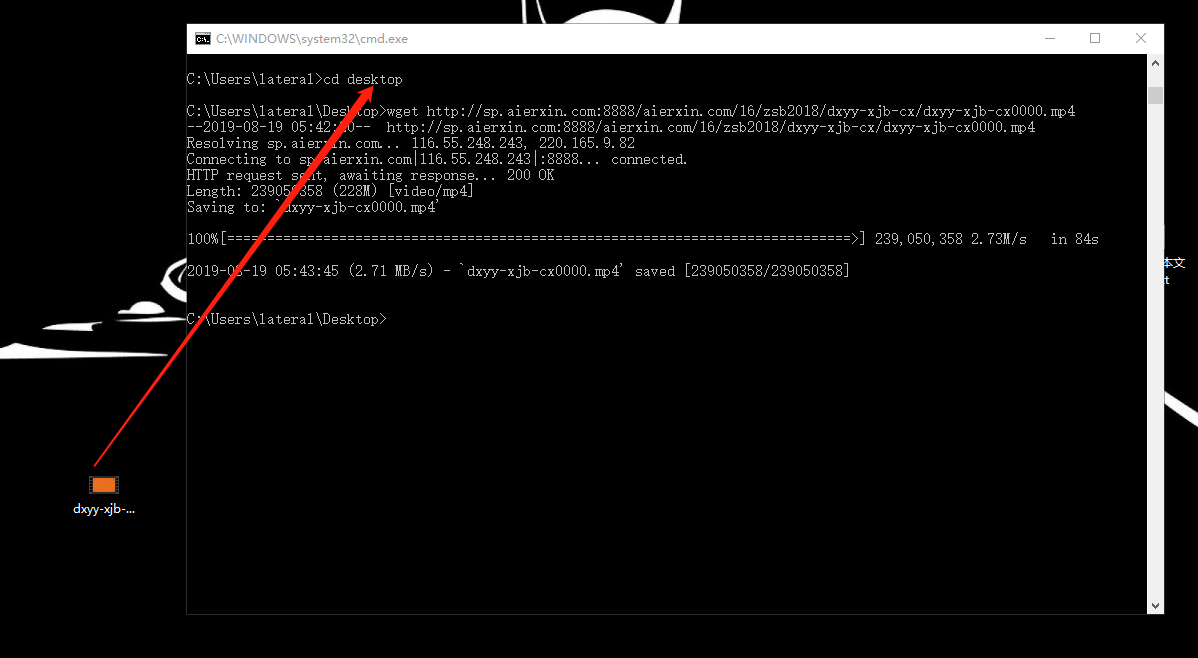 C:\WINDOWS\system32\cmd.exe
C:\Users\lateral>cd desktop
C:\Users\lateral\Desktop>wget http://sp.aierxin.com:8888/aierxin.com/16/zsb2018/dxyy-xjb-cx/dxyy-xjb-cx0000.mp4
--2019-08-19 05:42:20-- http://sp.aierxin.com:8888/aierxin.com/16/zsb2018/dxyy-xjb-cx/dxyy-xjb-cx0000.mp4
Resolving sp.aierxin.com... 116.55.248.243, 220.165.9.82
Connecting to sp.aierxin.com|116.55.248.243|:8888... connected.
HTTP request sent, awaiting response... 200 OK
Length: 239050358 (228M) [video/mp4]
Saving to: `dxyy-xjb-cx0000.mp4'
100%[==============================================================================>] 239,050,358 2.73M/s in 84s
2019-08-19 05:43:45 (2.71 MB/s) - `dxyy-xjb-cx0000.mp4' saved [239050358/239050358]
C:\Users\lateral\Desktop>
本文
t
dxyy-xjb-...